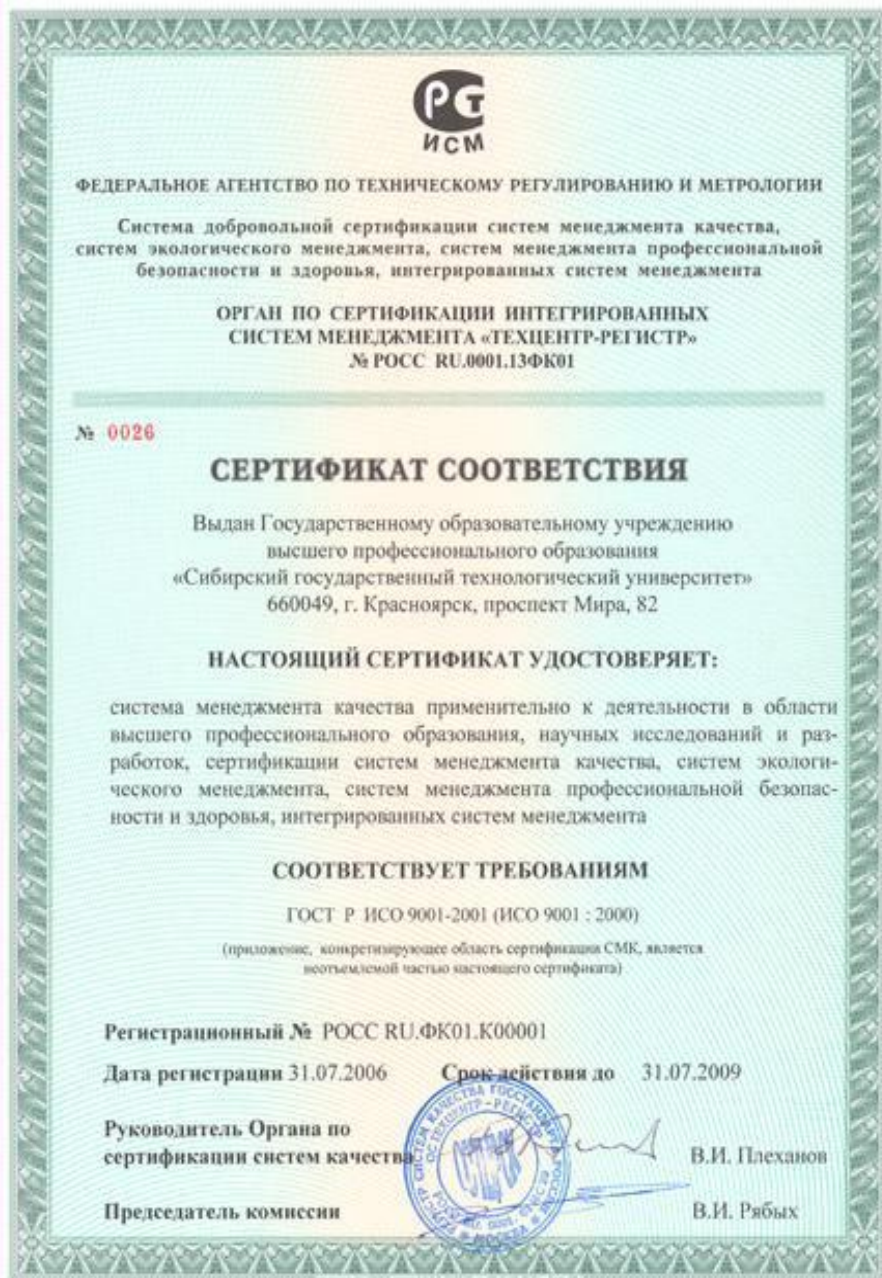 РСТ
ИСМ
ФЕДЕРАЛЬНОЕ АГЕНТСТВО ПО ТЕХНИЧЕСКОМУ РЕГУЛИРОВАНИЮ И МЕТРОЛОГИИ
Система добровольной сертификации систем менеджмента качества,
систем экологического менеджмента, систем менеджмента профессиональной
безопасности и здоровья, интегрированных систем менеджмента
ОРГАН ПО СЕРТИФИКАЦИИ ИНТЕГРИРОВАННЫХ
СИСТЕМ МЕНЕДЖМЕНТА «ТЕХЦЕНТР-РЕГИСТР»
№ РОСС RU.0001.13ФК01
№ 0026
СЕРТИФИКАТ СООТВЕТСТВИЯ
Выдан Государственному образовательному учреждению
высшего профессионального образования
«Сибирский государственный технологический университет»
660049, г. Красноярск, проспект Мира, 82
НАСТОЯЩИЙ СЕРТИФИКАТ УДОСТОВЕРЯЕТ:
система менеджмента качества применительно к деятельности в области
высшего профессионального образования, научных исследований и раз-
работок, сертификации систем менеджмента качества, систем экологи-
ческого менеджмента, систем менеджмента профессиональной безопас-
ности и здоровья, интегрированных систем менеджмента
СООТВЕТСТВУЕТ ТРЕБОВАНИЯМ
ГОСТ Р ИСО 9001-2001 (ИСО 9001 : 2000)
(приложение, конкретизирующее область сертификации СМК, является
неотъемлемой частью настоящего сертификата)
Регистрационный № РОСС RU.ФК01.К00001
Дата регистрации 31.07.2006 Срок действия до 31.07.2009
Руководитель Органа по
сертификации систем качества В.И. Плеханов
Председатель комиссии В.И. Рябых